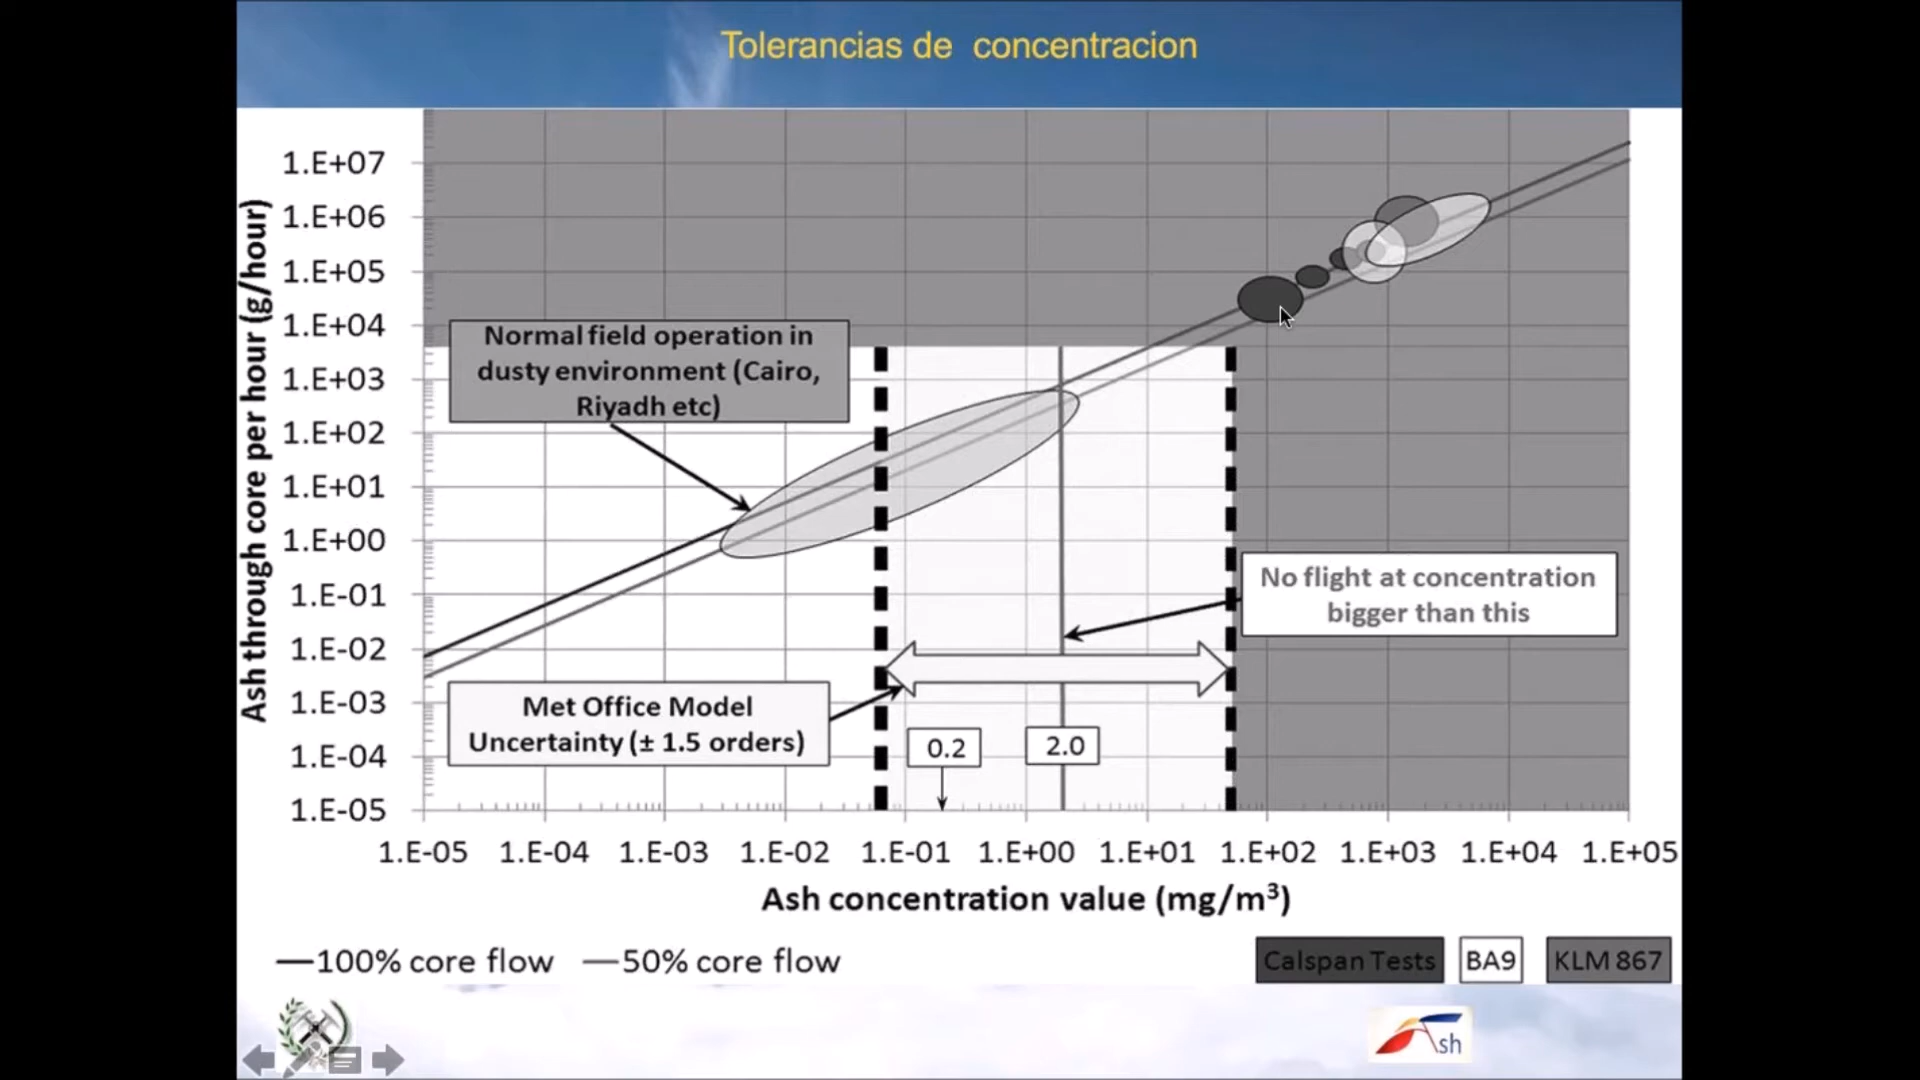 Tolerancias de concentracion
1.E+07
1.E+06
1.E+05
1.E+04
1.E+03
1.E+02
1.E+01
1.E+00
1.E-01
1.E-02
1.E-03
1.E-04
1.E-05
Ash through core per hour (g/hour)
Normal field operation in
dusty environment (Cairo,
Riyadh etc)
No flight at concentration
bigger than this
Met Office Model
Uncertainty (± 1.5 orders)
0.2
2.0
1.E-05 1.E-04 1.E-03 1.E-02 1.E-01 1.E+00 1.E+01 1.E+02 1.E+03 1.E+04 1.E+05
Ash concentration value (mg/m³)
100% core flow 50% core flow
Calspan Tests BA9 KLM 867
Ash